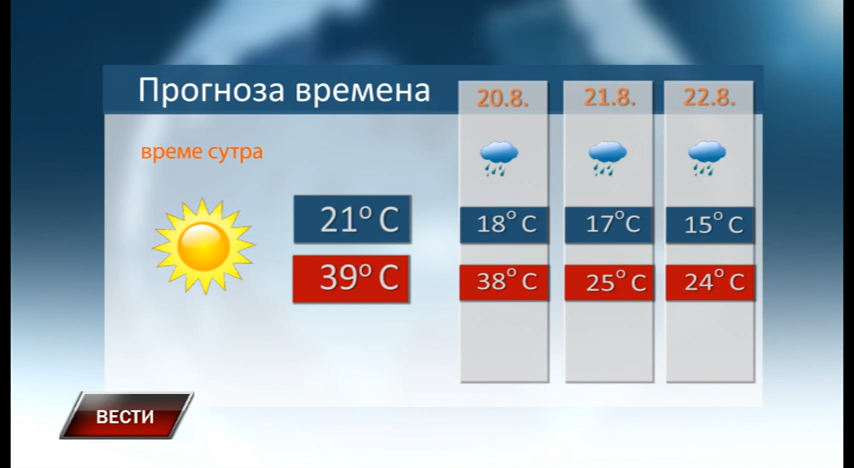 Прогноза времена
време сутра
21° C
39° C
20.8.
18° C
38° C
21.8.
17°C
25° C
22.8.
15° C
24° C
ВЕСТИ